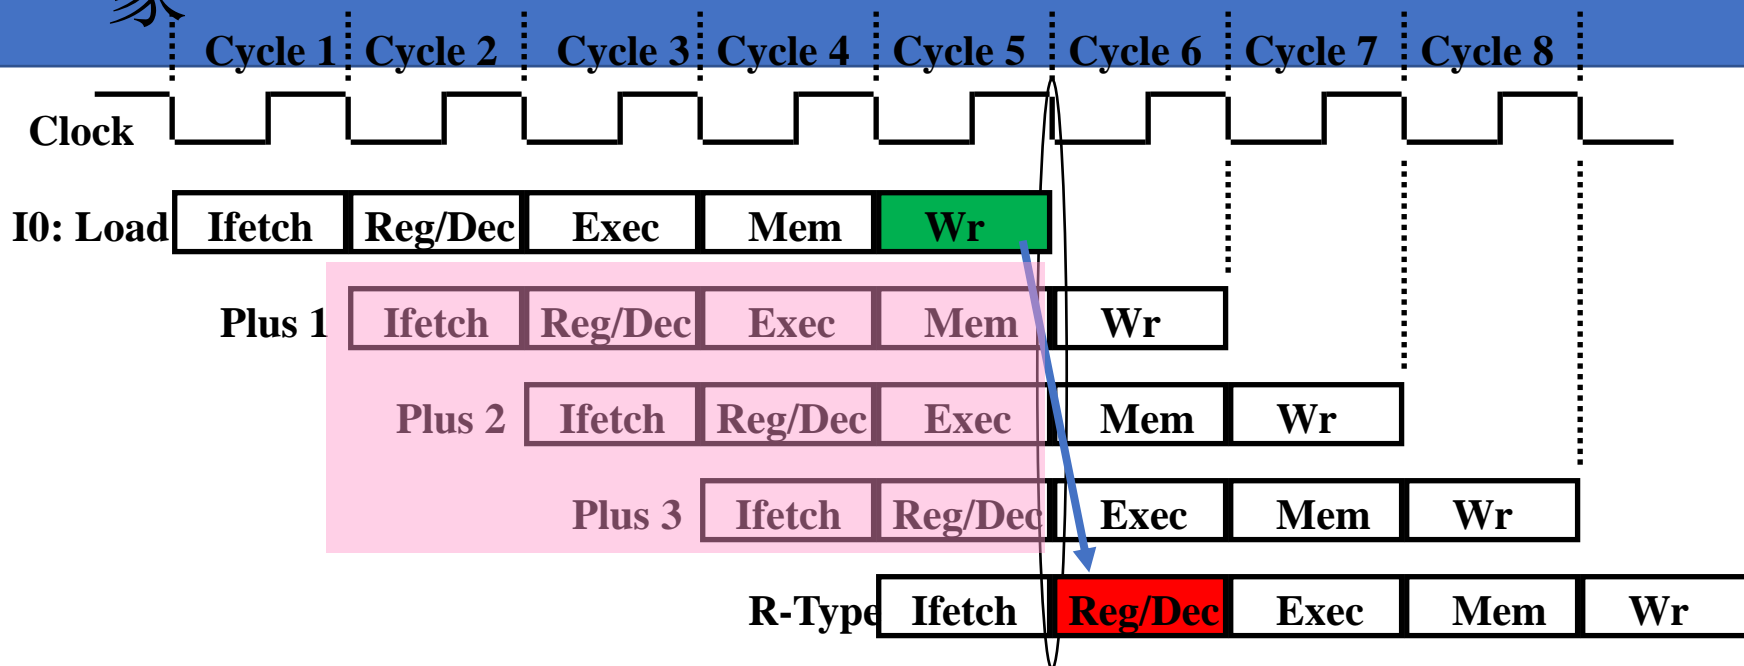 Cycle 1 Cycle 2 Cycle 3 Cycle 4 Cycle 5 Cycle 6 Cycle 7 Cycle 8
Clock
I0: Load Ifetch Reg/Dec Exec Mem Wr
Plus 1 Ifetch Reg/Dec Exec Mem Wr
Plus 2 Ifetch Reg/Dec Exec Mem Wr
Plus 3 Ifetch Reg/Dec Exec Mem Wr
R-Type Ifetch Reg/Dec Exec Mem Wr